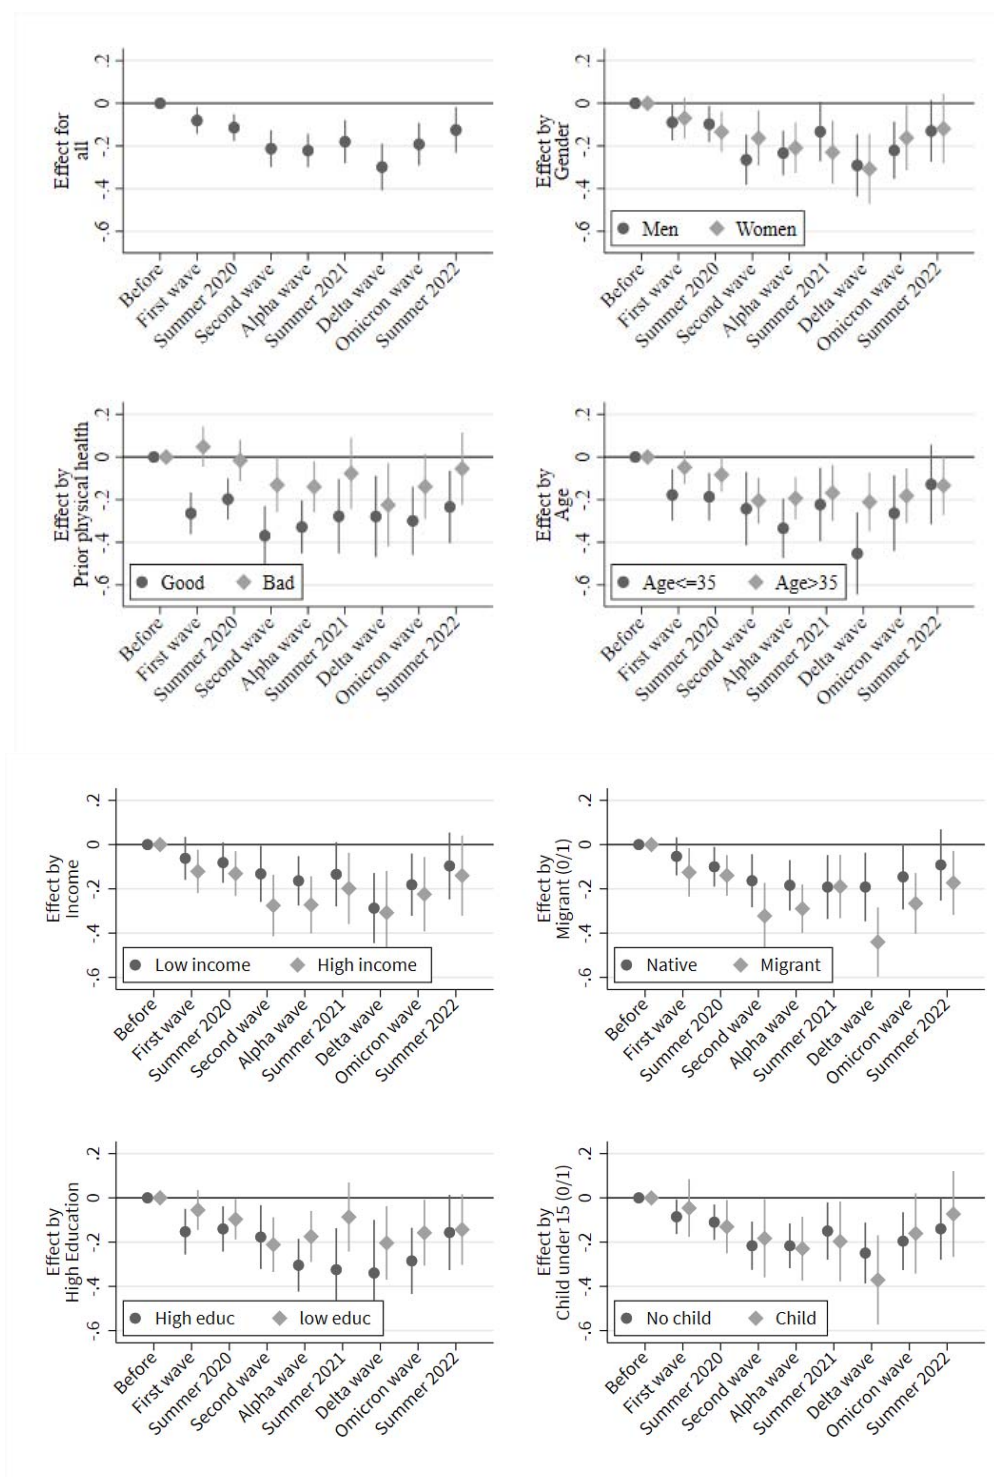 Effect for
all
.2
0
-.2
-.4
-.6
Before
First wave
Summer 2020
Second wave
Alpha wave
Summer 2021
Delta wave
Omicron wave
Summer 2022
Effect by
Gender
.2
0
-.2
-.4
-.6
Men Women
Before
First wave
Summer 2020
Second wave
Alpha wave
Summer 2021
Delta wave
Omicron wave
Summer 2022
Effect by
Prior physical health
.2
0
-.2
-.4
-.6
Good Bad
Before
First wave
Summer 2020
Second wave
Alpha wave
Summer 2021
Delta wave
Omicron wave
Summer 2022
Effect by
Age
.2
0
-.2
-.4
-.6
Age<=35 Age>35
Before
First wave
Summer 2020
Second wave
Alpha wave
Summer 2021
Delta wave
Omicron wave
Summer 2022
Effect by
Income
.2
0
-.2
-.4
-.6
Low income High income
Before
First wave
Summer 2020
Second wave
Alpha wave
Summer 2021
Delta wave
Omicron wave
Summer 2022
Effect by
Migrant (0/1)
.2
0
-.2
-.4
-.6
Native Migrant
Before
First wave
Summer 2020
Second wave
Alpha wave
Summer 2021
Delta wave
Omicron wave
Summer 2022
Effect by
High Education
.2
0
-.2
-.4
-.6
High educ low educ
Before
First wave
Summer 2020
Second wave
Alpha wave
Summer 2021
Delta wave
Omicron wave
Summer 2022
Effect by
Child under 15 (0/1)
.2
0
-.2
-.4
-.6
No child Child
Before
First wave
Summer 2020
Second wave
Alpha wave
Summer 2021
Delta wave
Omicron wave
Summer 2022